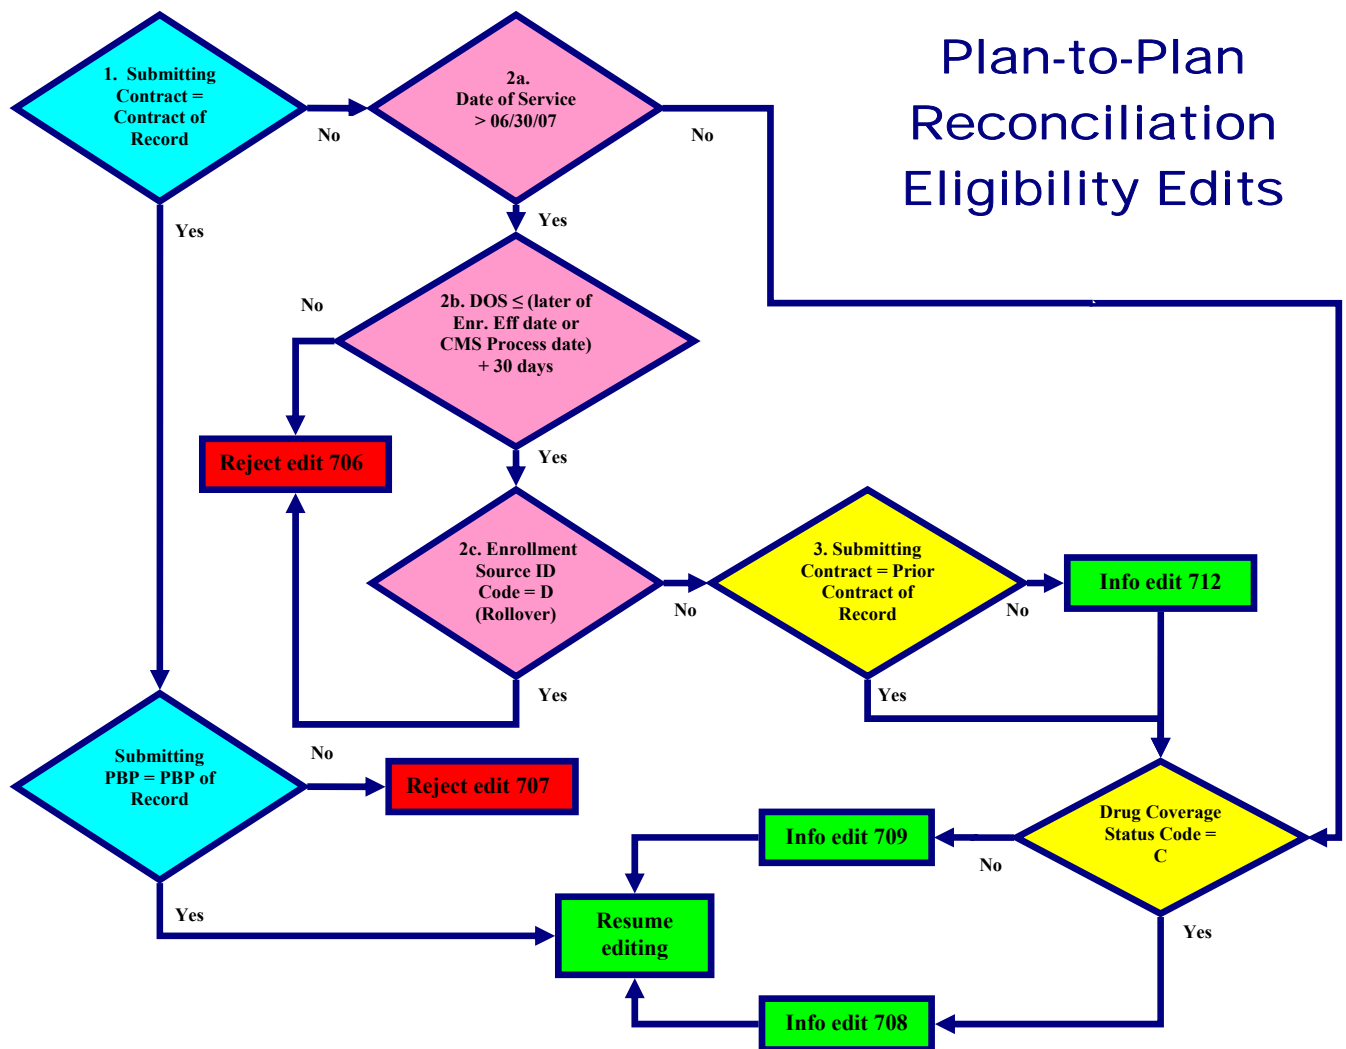 Plan-to-Plan
Reconciliation
Eligibility Edits
1. Submitting
Contract =
Contract of
Record
No
Yes
2a.
Date of Service
> 06/30/07
No
Yes
2b. DOS ≤ (later of
Enr. Eff date or
CMS Process date)
+ 30 days
No
Yes
Reject edit 706
2c. Enrollment
Source ID
Code = D
(Rollover)
No
Yes
3. Submitting
Contract = Prior
Contract of
Record
No
Yes
Info edit 712
Submitting
PBP = PBP of
Record
No
Yes
Reject edit 707
Drug Coverage
Status Code =
C
No
Yes
Info edit 709
Resume
editing
Info edit 708